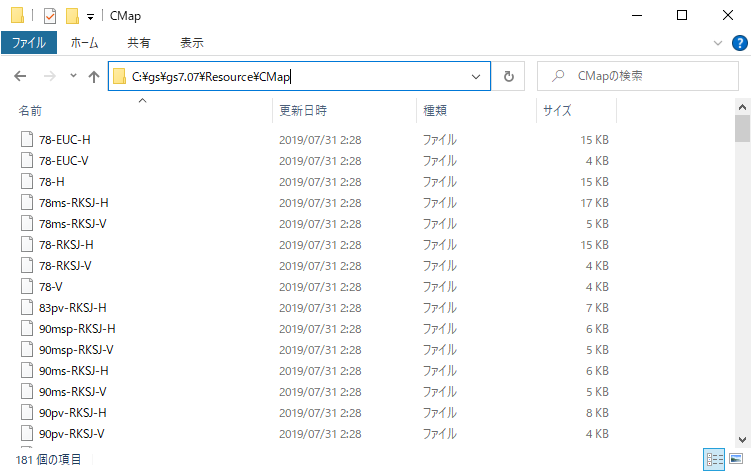 CMap
ファイル ホーム 共有 表示
C:¥gs¥gs7.07¥Resource¥CMap CMapの検索
名前 更新日時 種類 サイズ
78-EUC-H 2019/07/31 2:28 ファイル 15 KB
78-EUC-V 2019/07/31 2:28 ファイル 4 KB
78-H 2019/07/31 2:28 ファイル 15 KB
78ms-RKSJ-H 2019/07/31 2:28 ファイル 17 KB
78ms-RKSJ-V 2019/07/31 2:28 ファイル 5 KB
78-RKSJ-H 2019/07/31 2:28 ファイル 15 KB
78-RKSJ-V 2019/07/31 2:28 ファイル 4 KB
78-V 2019/07/31 2:28 ファイル 4 KB
83pv-RKSJ-H 2019/07/31 2:28 ファイル 7 KB
90msp-RKSJ-H 2019/07/31 2:28 ファイル 6 KB
90msp-RKSJ-V 2019/07/31 2:28 ファイル 5 KB
90ms-RKSJ-H 2019/07/31 2:28 ファイル 6 KB
90ms-RKSJ-V 2019/07/31 2:28 ファイル 5 KB
90pv-RKSJ-H 2019/07/31 2:28 ファイル 8 KB
90pv-RKSJ-V 2019/07/31 2:28 ファイル 4 KB
181 個の項目